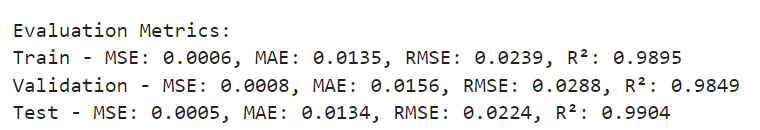 Evaluation Metrics:
Train - MSE: 0.0006, MAE: 0.0135, RMSE: 0.0239, R²: 0.9895
Validation - MSE: 0.0008, MAE: 0.0156, RMSE: 0.0288, R²: 0.9849
Test - MSE: 0.0005, MAE: 0.0134, RMSE: 0.0224, R²: 0.9904